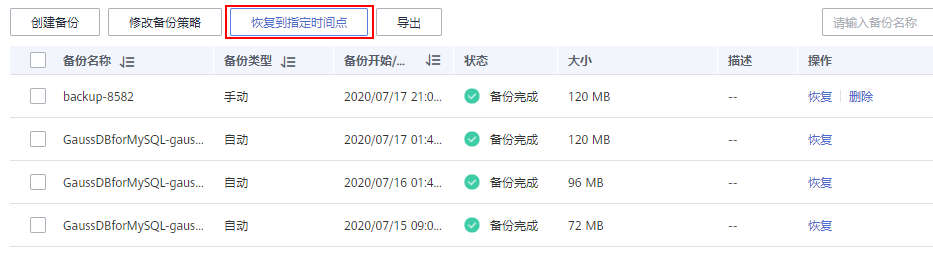 创建备份 修改备份策略 恢复到指定时间点 导出 请输入备份名称
备份名称 备份类型 备份开始/... 状态 大小 描述 操作
backup-8582 手动 2020/07/17 21:0... 备份完成 120 MB -- 恢复 删除
GaussDBforMySQL-gaus... 自动 2020/07/17 01:4... 备份完成 120 MB -- 恢复
GaussDBforMySQL-gaus... 自动 2020/07/16 01:4... 备份完成 96 MB -- 恢复
GaussDBforMySQL-gaus... 自动 2020/07/15 09:0... 备份完成 72 MB -- 恢复